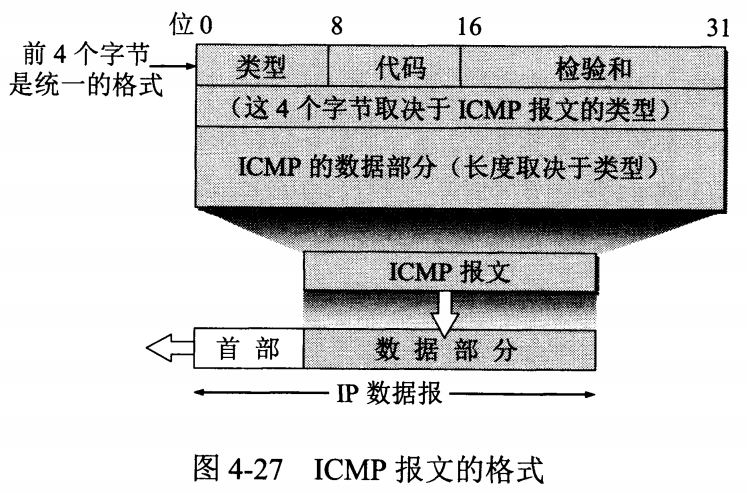 位 0 8 16 31
前 4 个字节
是统一的格式
类型 代码 检验和
（这 4 个字节取决于 ICMP 报文的类型）
ICMP 的数据部分（长度取决于类型）
ICMP 报文
首 部 数 据 部 分
IP 数据报
图 4-27 ICMP 报文的格式